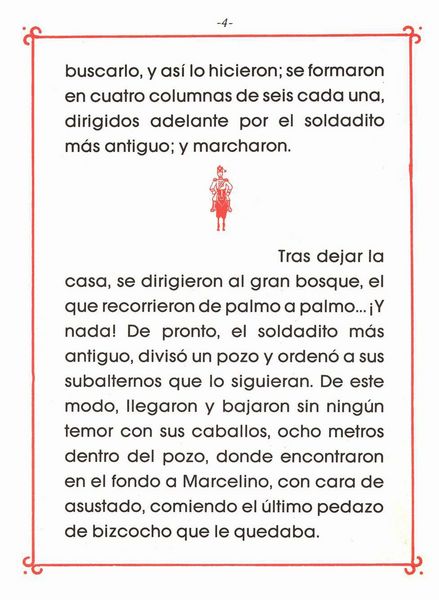 -4-
buscarlo, y así lo hicieron; se formaron
en cuatro columnas de seis cada una,
dirigidos adelante por el soldadito
más antiguo; y marcharon.
Tras dejar la
casa, se dirigieron al gran bosque, el
que recorrieron de palmo a palmo... ¡Y
nada! De pronto, el soldadito más
antiguo, divisó un pozo y ordenó a sus
subalternos que lo siguieran. De este
modo, llegaron y bajaron sin ningún
temor con sus caballos, ocho metros
dentro del pozo, donde encontraron
en el fondo a Marcelino, con cara de
asustado, comiendo el último pedazo
de bizcocho que le quedaba.